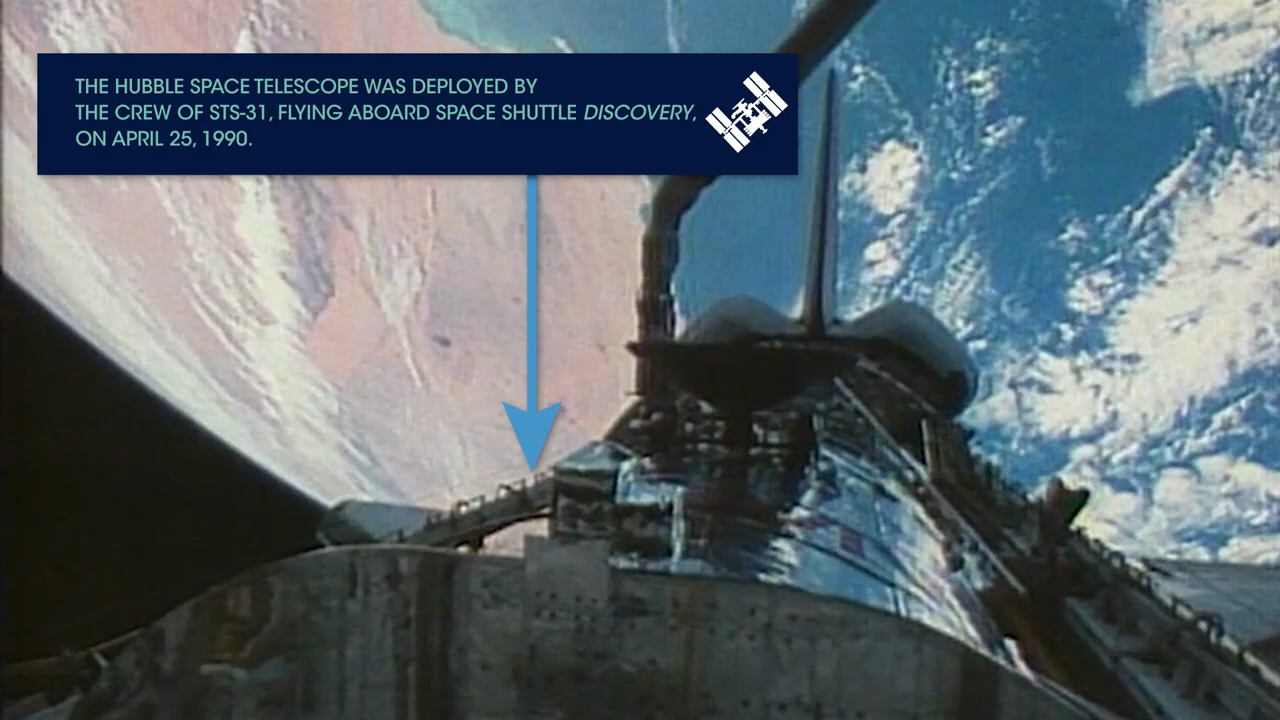 THE HUBBLE SPACE TELESCOPE WAS DEPLOYED BY
THE CREW OF STS-31, FLYING ABOARD SPACE SHUTTLE DISCOVERY,
ON APRIL 25, 1990.